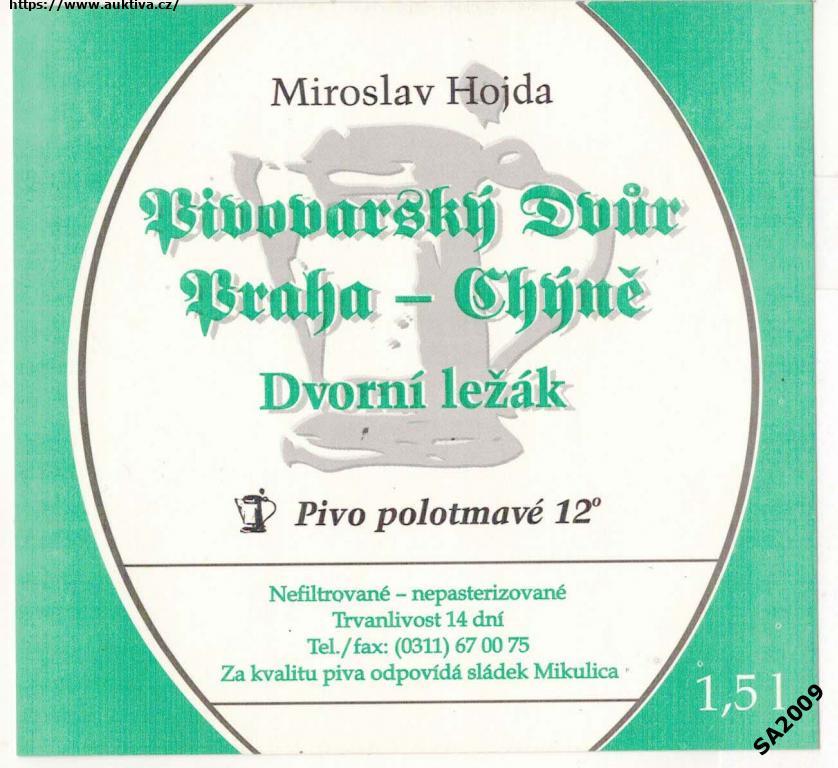 https://www.auktiva.cz/
Miroslav Hojda
Pivovarský Dvůr
Praha – Chýně
Dvorní ležák
Pivo polotmavé 12º
Nefiltrované – nepasterizované
Trvanlivost 14 dní
Tel./fax: (0311) 67 00 75
Za kvalitu piva odpovídá sládek Mikulica
1,5 l
SA2009